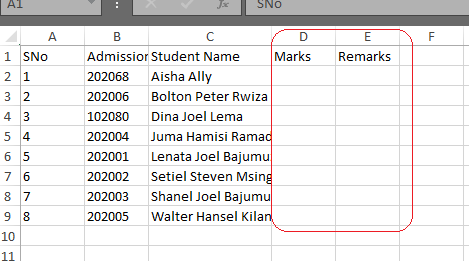 A1 SNo
A B C D E F
1 SNo Admission Student Name Marks Remarks
2 1 202068 Aisha Ally
3 2 202006 Bolton Peter Rwiza
4 3 102080 Dina Joel Lema
5 4 202004 Juma Hamisi Ramad
6 5 202001 Lenata Joel Bajumu
7 6 202002 Setiel Steven Msing
8 7 202003 Shanel Joel Bajumu
9 8 202005 Walter Hansel Kilan
10
11